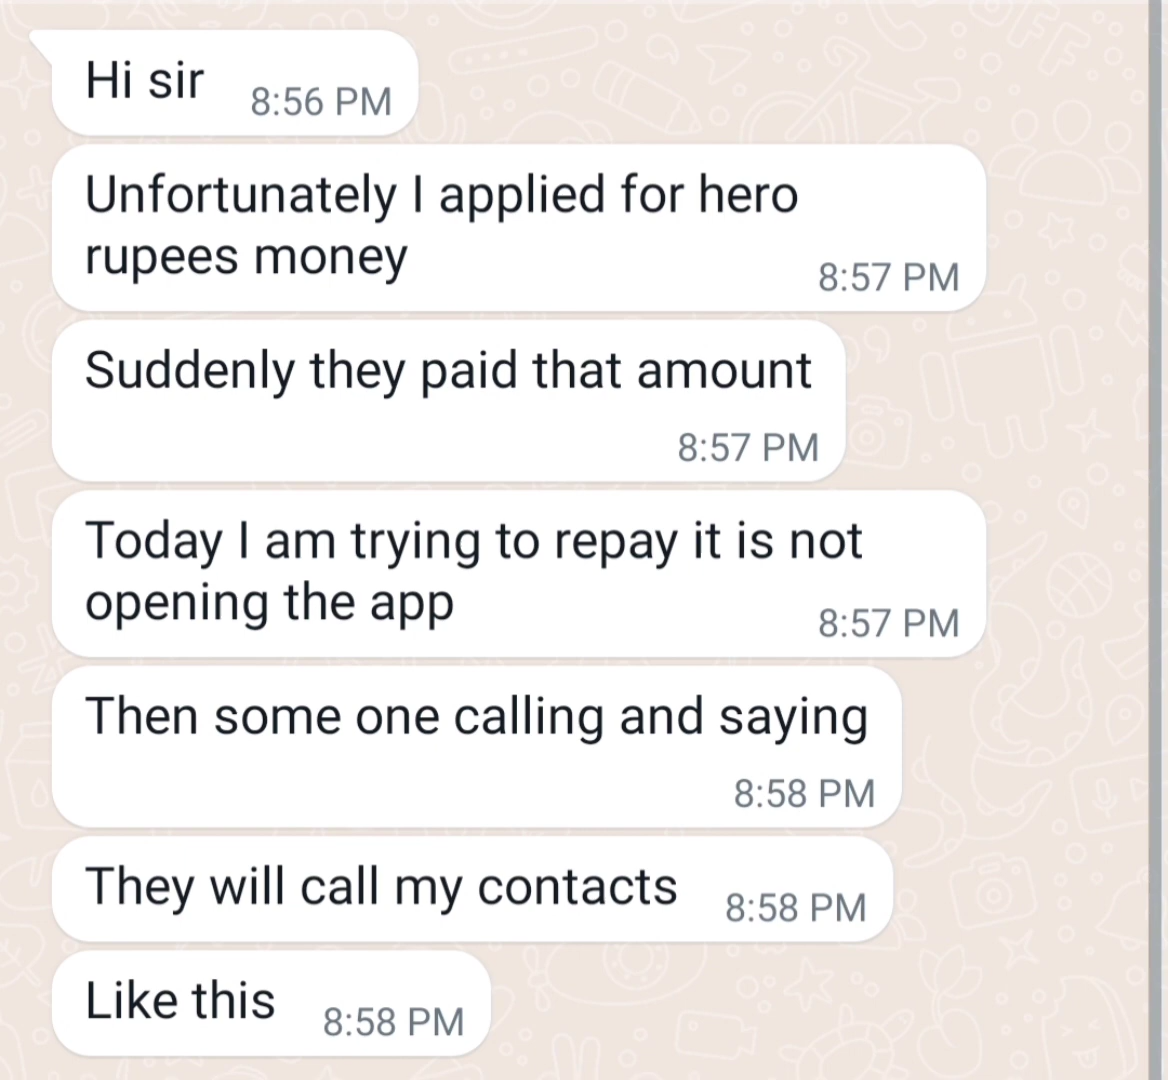 Hi sir 8:56 PM
Unfortunately I applied for hero
rupees money 8:57 PM
Suddenly they paid that amount
8:57 PM
Today I am trying to repay it is not
opening the app 8:57 PM
Then some one calling and saying
8:58 PM
They will call my contacts 8:58 PM
Like this 8:58 PM